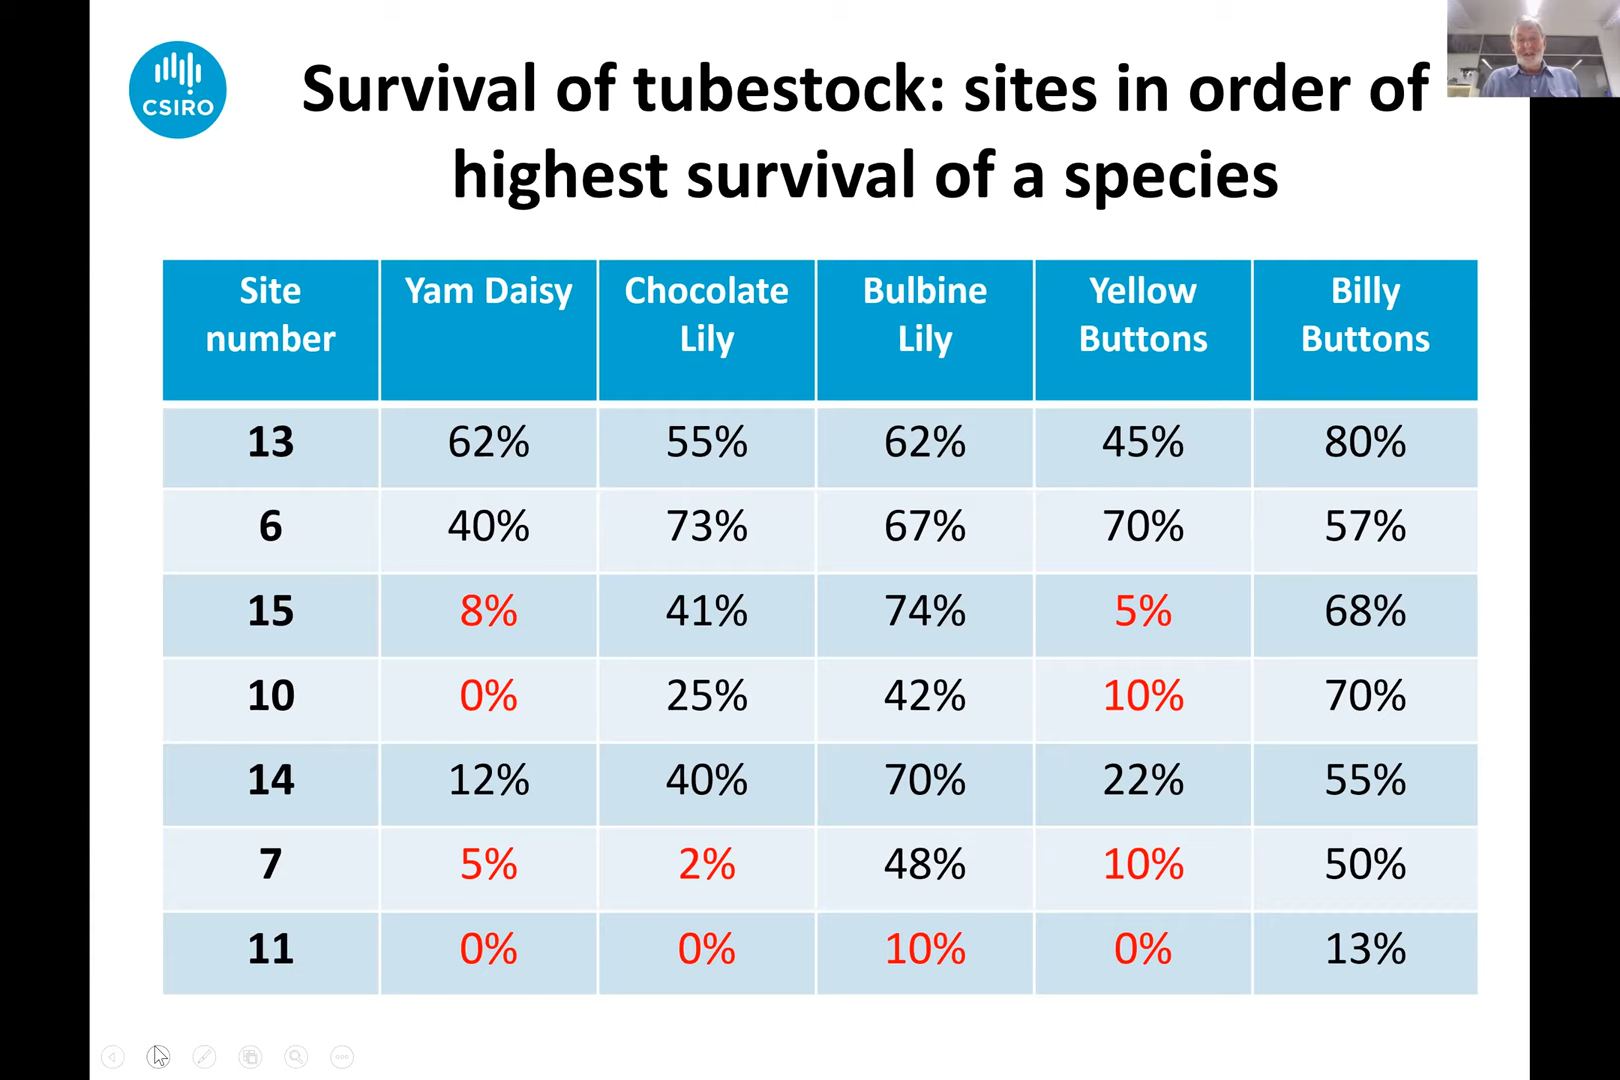 CSIRO
Survival of tubestock: sites in order of
highest survival of a species
Site number Yam Daisy Chocolate Lily Bulbine Lily Yellow Buttons Billy Buttons
13 62% 55% 62% 45% 80%
6 40% 73% 67% 70% 57%
15 8% 41% 74% 5% 68%
10 0% 25% 42% 10% 70%
14 12% 40% 70% 22% 55%
7 5% 2% 48% 10% 50%
11 0% 0% 10% 0% 13%